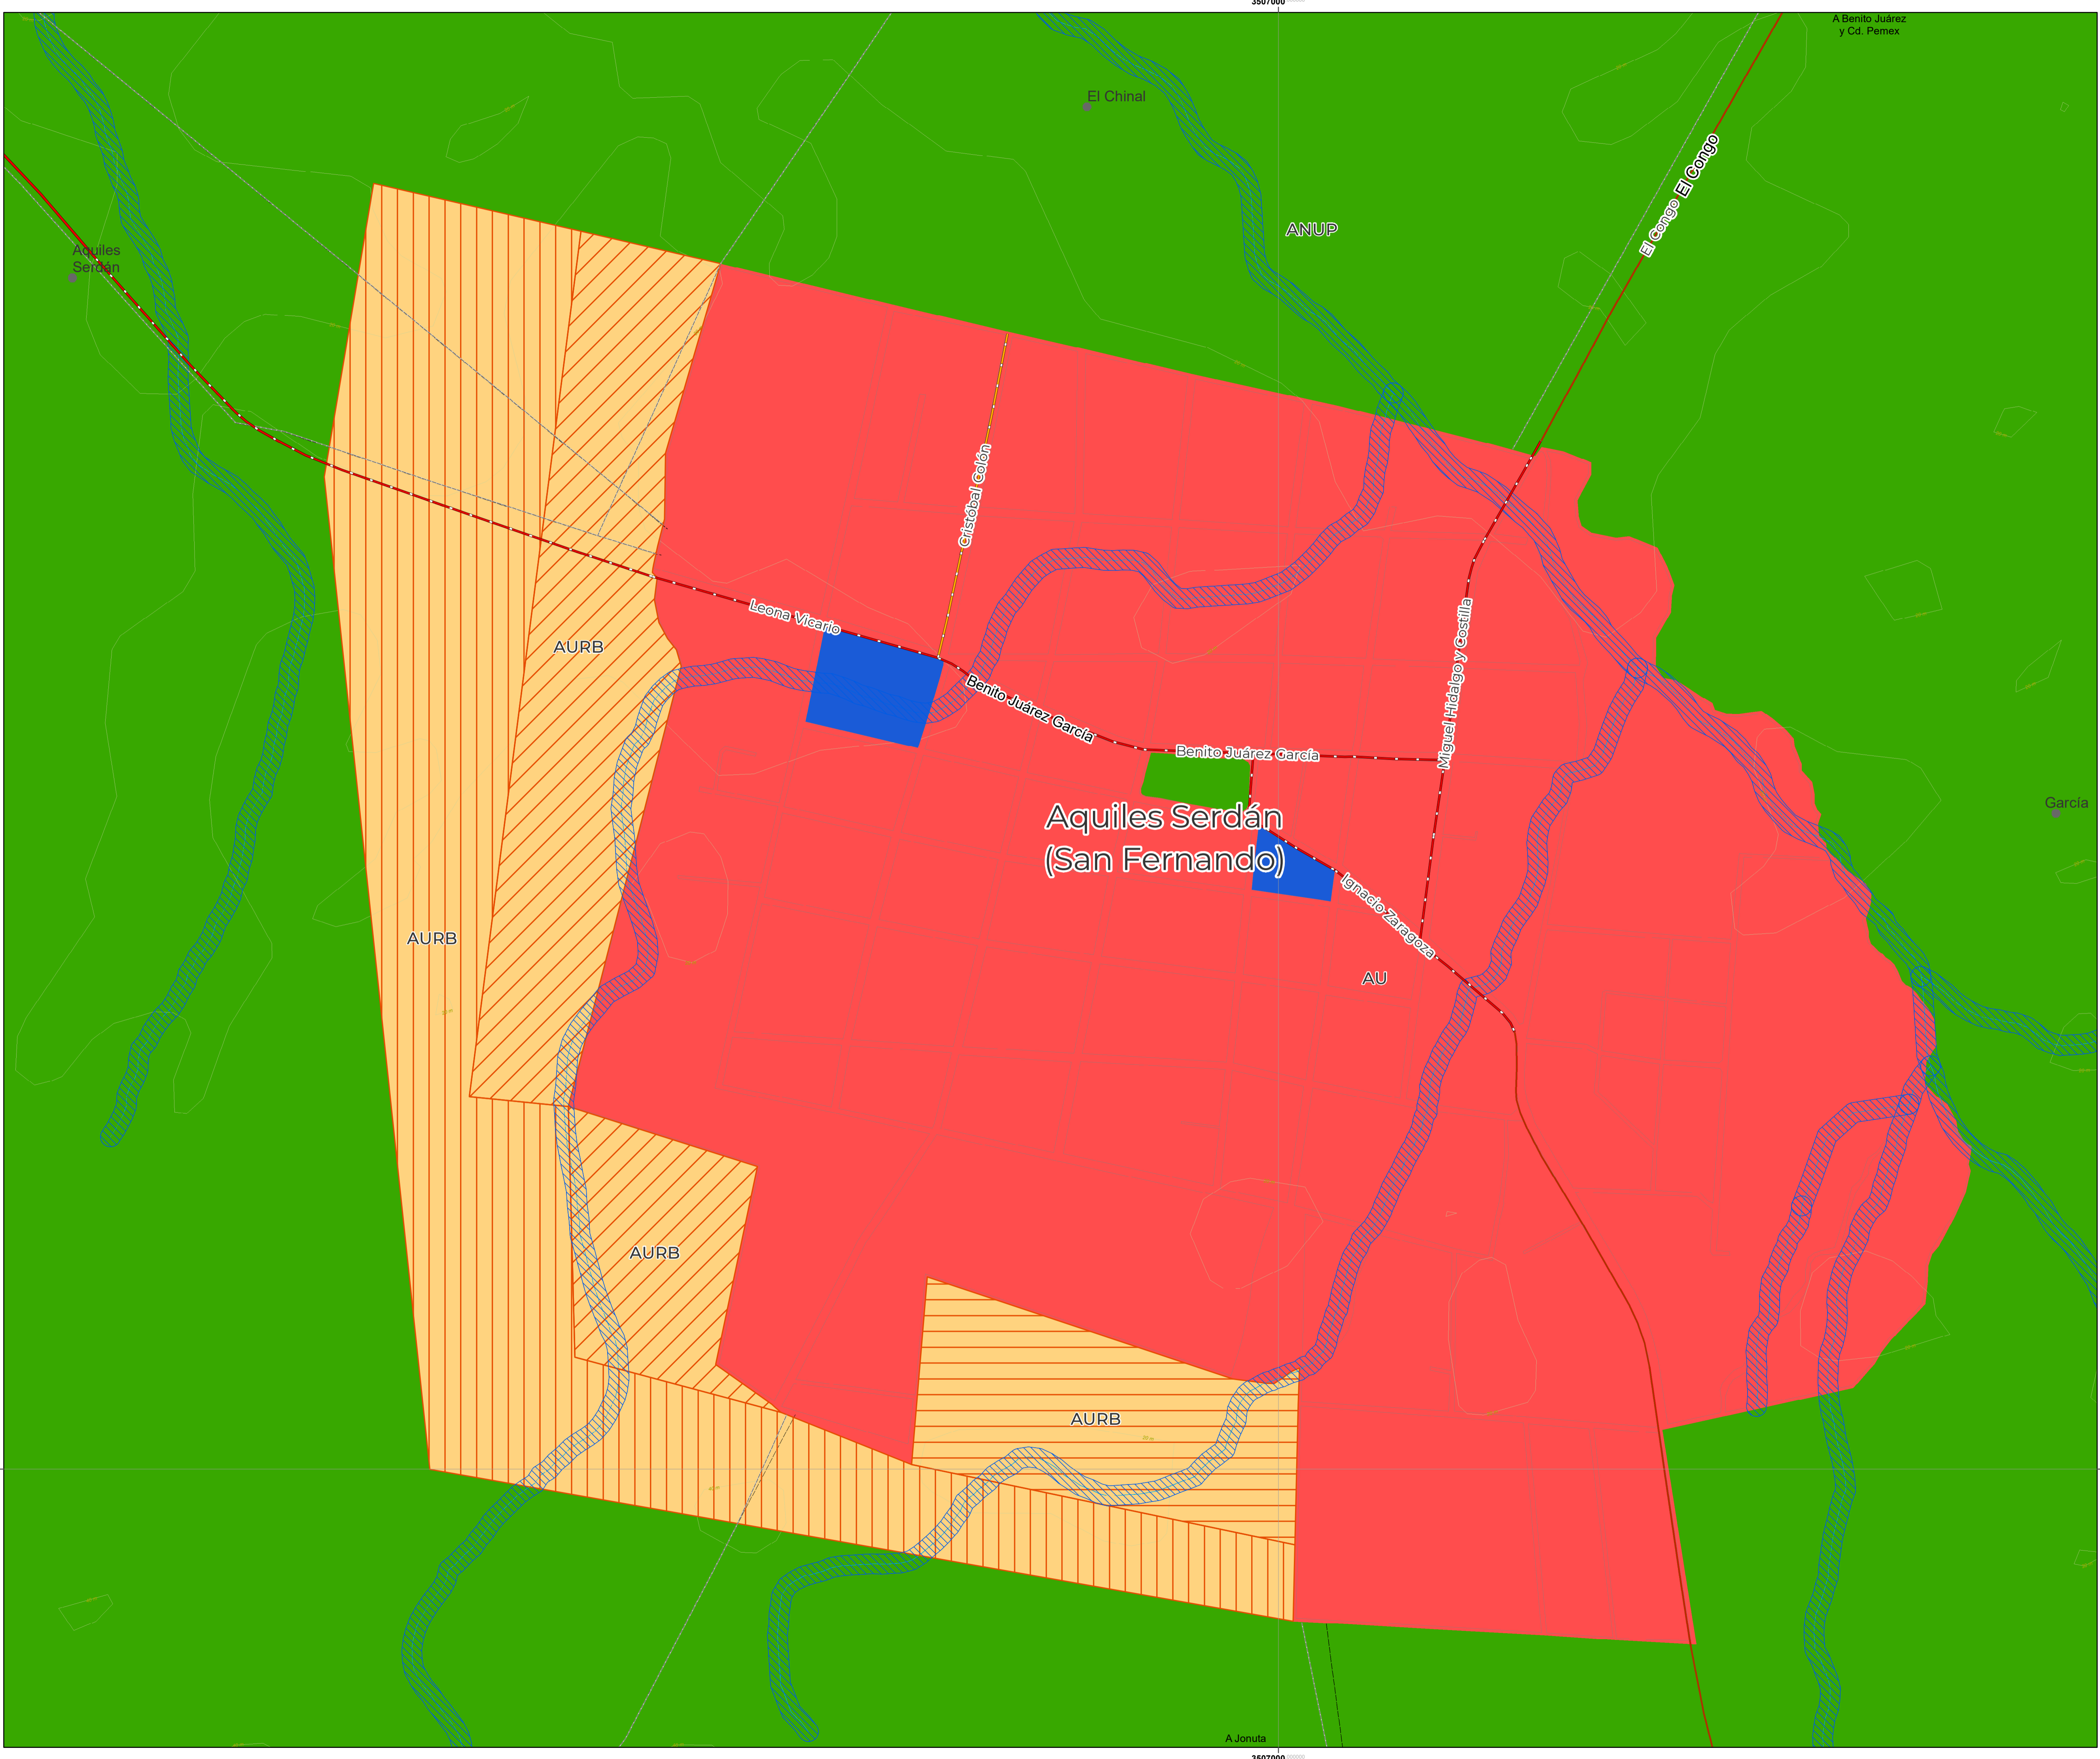 3507000
A Benito Juárez
y Cd. Pemex
El Chinal
El Congo
El Congo
ANUP
Aquiles
Serdán
Cristóbal Colón
Leona Vicario
Miguel Hidalgo y Costilla
AURB
Benito Juárez García
Benito Juárez García
García
Aquiles Serdán
(San Fernando)
Ignacio Zaragoza
AURB
AU
AURB
AURB
A Jonuta
3507000